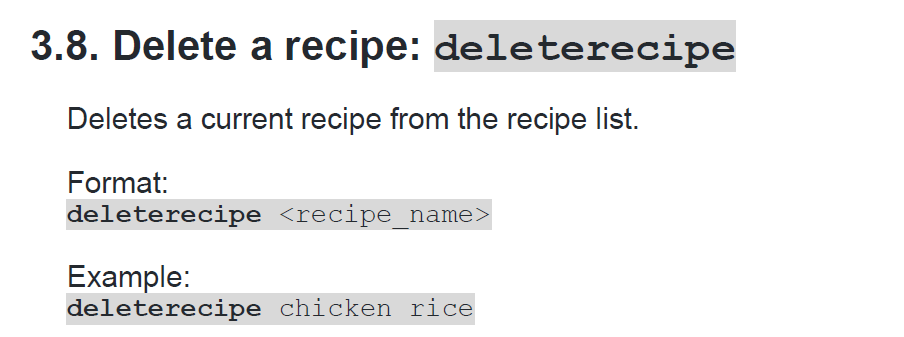 3.8. Delete a recipe: deleterecipe
Deletes a current recipe from the recipe list.
Format:
deleterecipe <recipe_name>
Example:
deleterecipe chicken rice